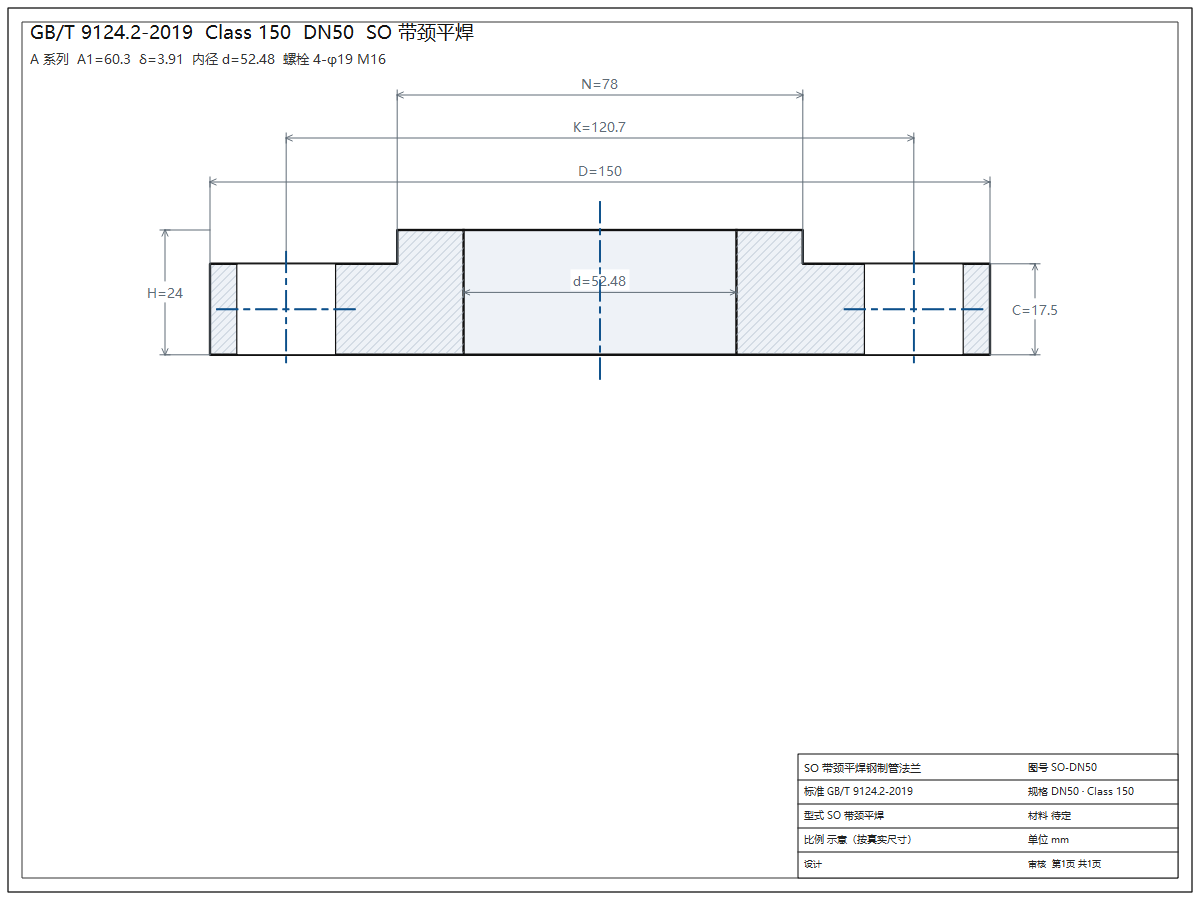 GB/T 9124.2-2019 Class 150 DN50 SO 带颈平焊
A 系列 A1=60.3 δ=3.91 内径 d=52.48 螺栓 4-φ19 M16
N=78
K=120.7
D=150
d=52.48
H=24
C=17.5
SO 带颈平焊钢制管法兰 图号 SO-DN50
标准 GB/T 9124.2-2019 规格 DN50 · Class 150
型式 SO 带颈平焊 材料 待定
比例 示意（按真实尺寸） 单位 mm
设计 审核 第1页 共1页